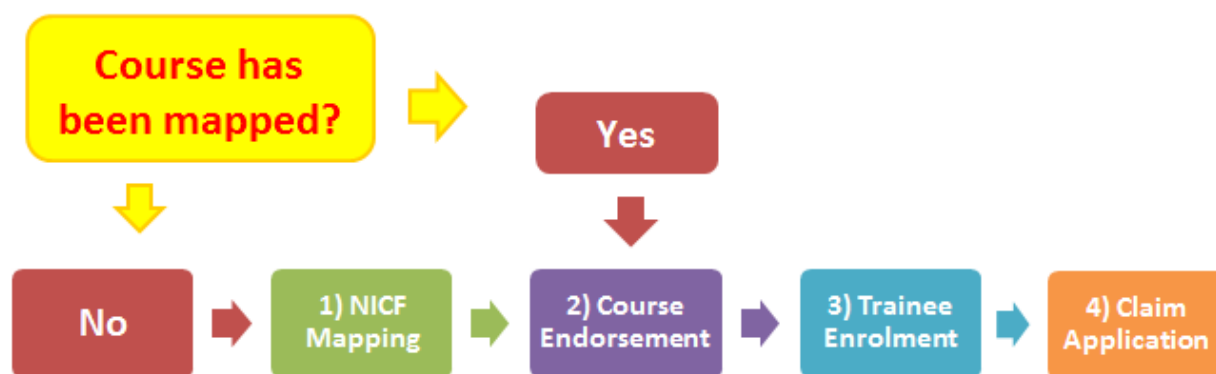 Course has
been mapped?
Yes
No
1) NICF
Mapping
2) Course
Endorsement
3) Trainee
Enrolment
4) Claim
Application